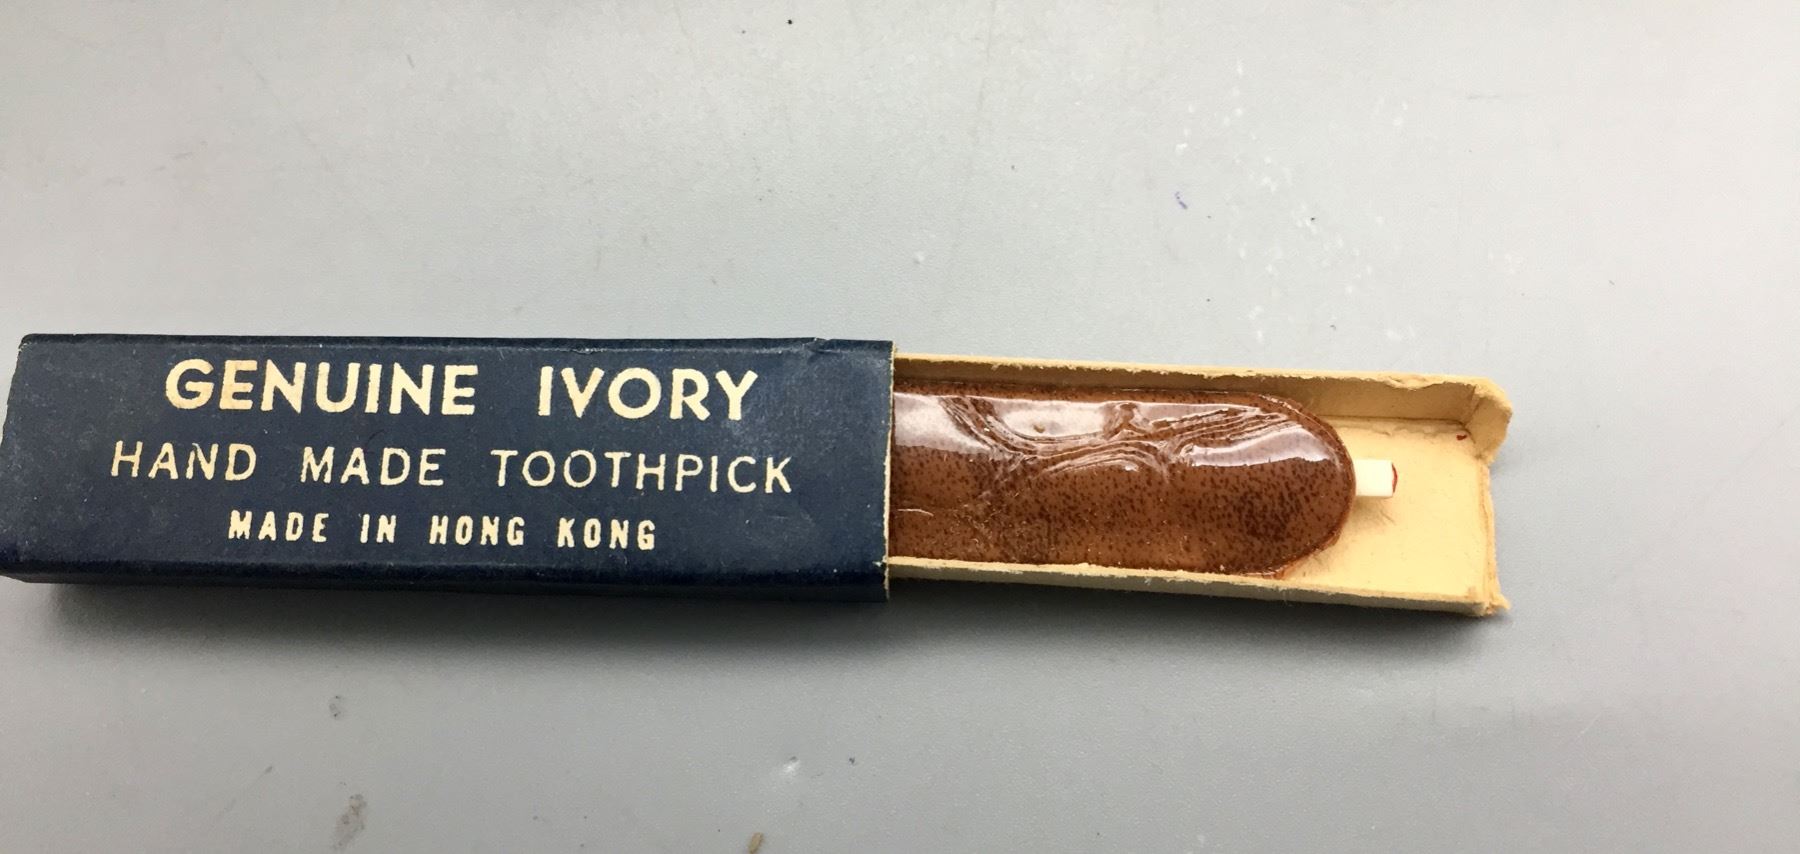 GENUINE IVORY
HAND MADE TOOTHPICK
MADE IN HONG KONG